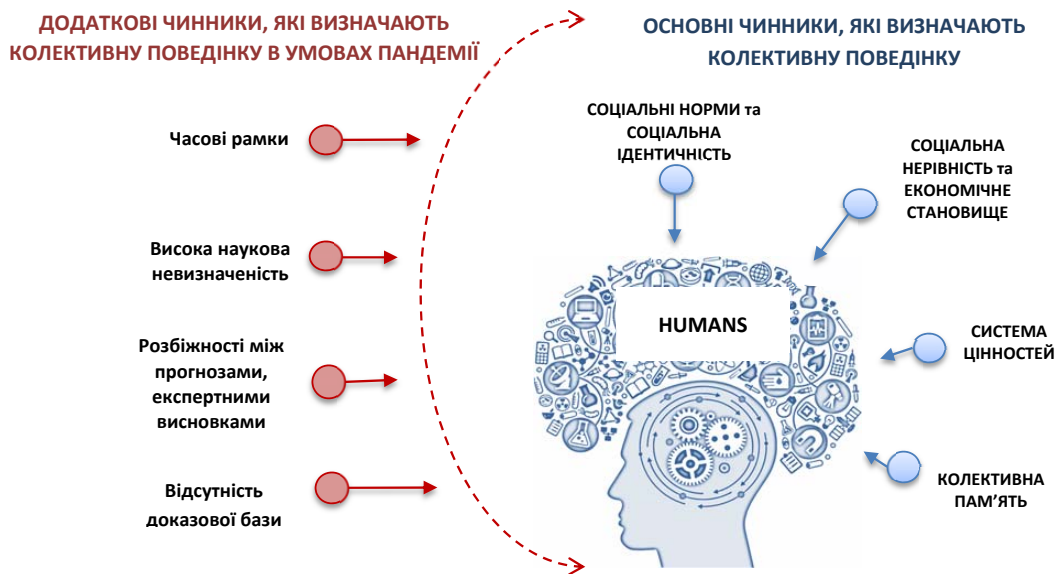 ДОДАТКОВІ ЧИННИКИ, ЯКІ ВИЗНАЧАЮТЬ
КОЛЕКТИВНУ ПОВЕДІНКУ В УМОВАХ ПАНДЕМІЇ
Часові рамки
Висока наукова
невизначеність
Розбіжності між
прогнозами,
експертними
висновками
Відсутність
доказової бази
ОСНОВНІ ЧИННИКИ, ЯКІ ВИЗНАЧАЮТЬ
КОЛЕКТИВНУ ПОВЕДІНКУ
СОЦІАЛЬНІ НОРМИ та
СОЦІАЛЬНА
ІДЕНТИЧНІСТЬ
СОЦІАЛЬНА
НЕРІВНІСТЬ та
ЕКОНОМІЧНЕ
СТАНОВИЩЕ
HUMANS
СИСТЕМА
ЦІННОСТЕЙ
КОЛЕКТИВНА
ПАМ’ЯТЬ